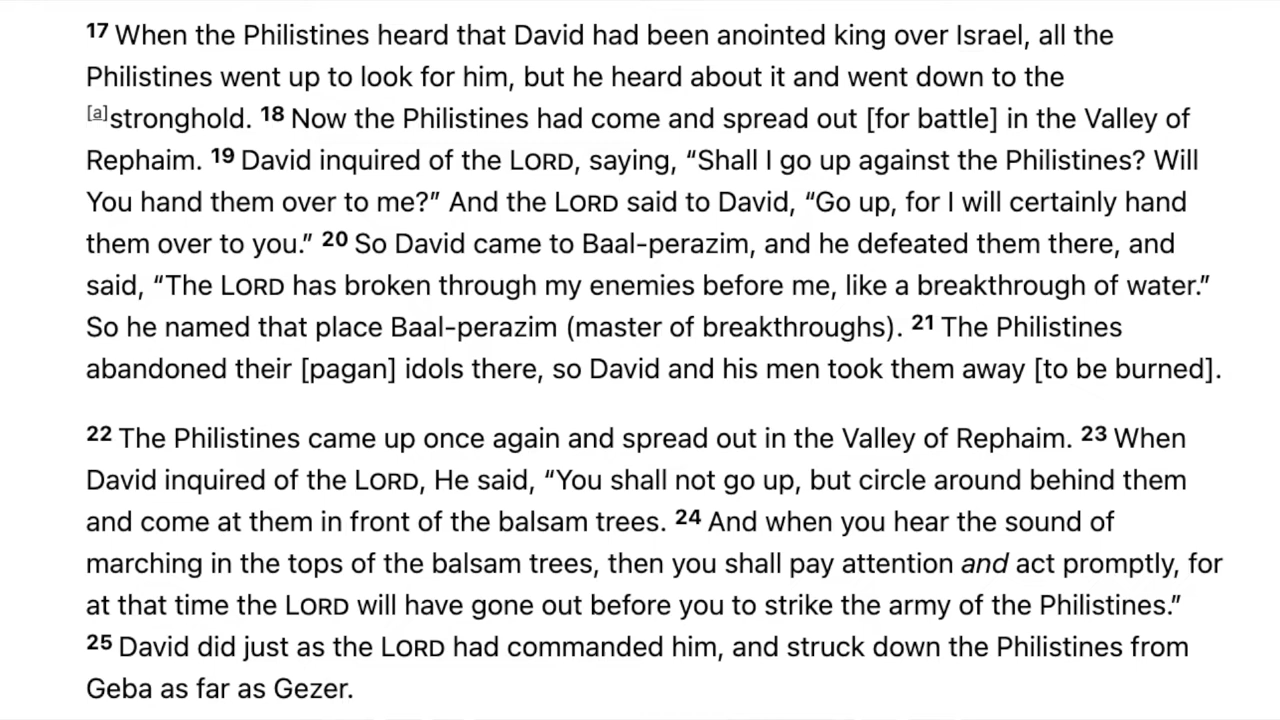 17 When the Philistines heard that David had been anointed king over Israel, all the
Philistines went up to look for him, but he heard about it and went down to the
[a]stronghold. 18 Now the Philistines had come and spread out [for battle] in the Valley of
Rephaim. 19 David inquired of the LORD, saying, “Shall I go up against the Philistines? Will
You hand them over to me?” And the LORD said to David, “Go up, for I will certainly hand
them over to you.” 20 So David came to Baal-perazim, and he defeated them there, and
said, “The LORD has broken through my enemies before me, like a breakthrough of water.”
So he named that place Baal-perazim (master of breakthroughs). 21 The Philistines
abandoned their [pagan] idols there, so David and his men took them away [to be burned].
22 The Philistines came up once again and spread out in the Valley of Rephaim. 23 When
David inquired of the LORD, He said, “You shall not go up, but circle around behind them
and come at them in front of the balsam trees. 24 And when you hear the sound of
marching in the tops of the balsam trees, then you shall pay attention and act promptly, for
at that time the LORD will have gone out before you to strike the army of the Philistines.”
25 David did just as the LORD had commanded him, and struck down the Philistines from
Geba as far as Gezer.